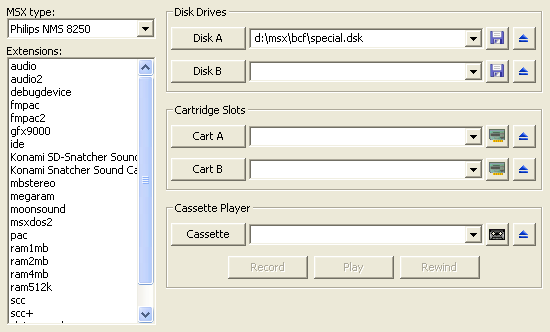 MSX type:
Philips NMS 8250
Extensions:
audio
audio2
debugdevice
fmpac
fmpac2
gfx9000
ide
Konami SD-Snatcher Soun
Konami Snatcher Sound Ca
mbstereo
megaram
moonsound
msxdos2
pac
ram1mb
ram2mb
ram4mb
ram512k
scc
scc+
Disk Drives
Disk A d:\msx\bcf\special.dsk
Disk B
Cartridge Slots
Cart A
Cart B
Cassette Player
Cassette
Record Play Rewind